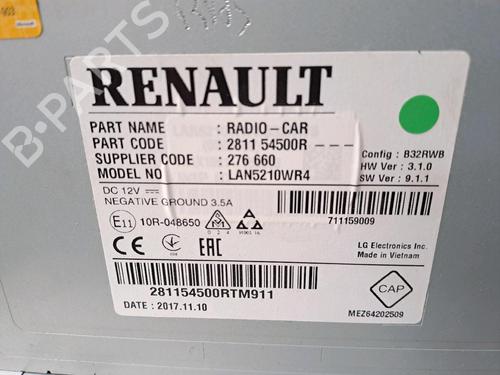 RENAULT
PART NAME : RADIO-CAR
PART CODE : 2811 54500R---
SUPPLIER CODE : 276 660
MODEL NO : LAN5210WR4
Config : B32RWB
HW Ver : 3.1.0
SW Ver : 9.1.1
DC 12V
NEGATIVE GROUND 3.5A
711159009
E11 10R-048650
EAC
CE
LG Electronics Inc.
Made in Vietnam
281154500RTM911
DATE : 2017.11.10
CAP
MEZ64202509
B-PARTS